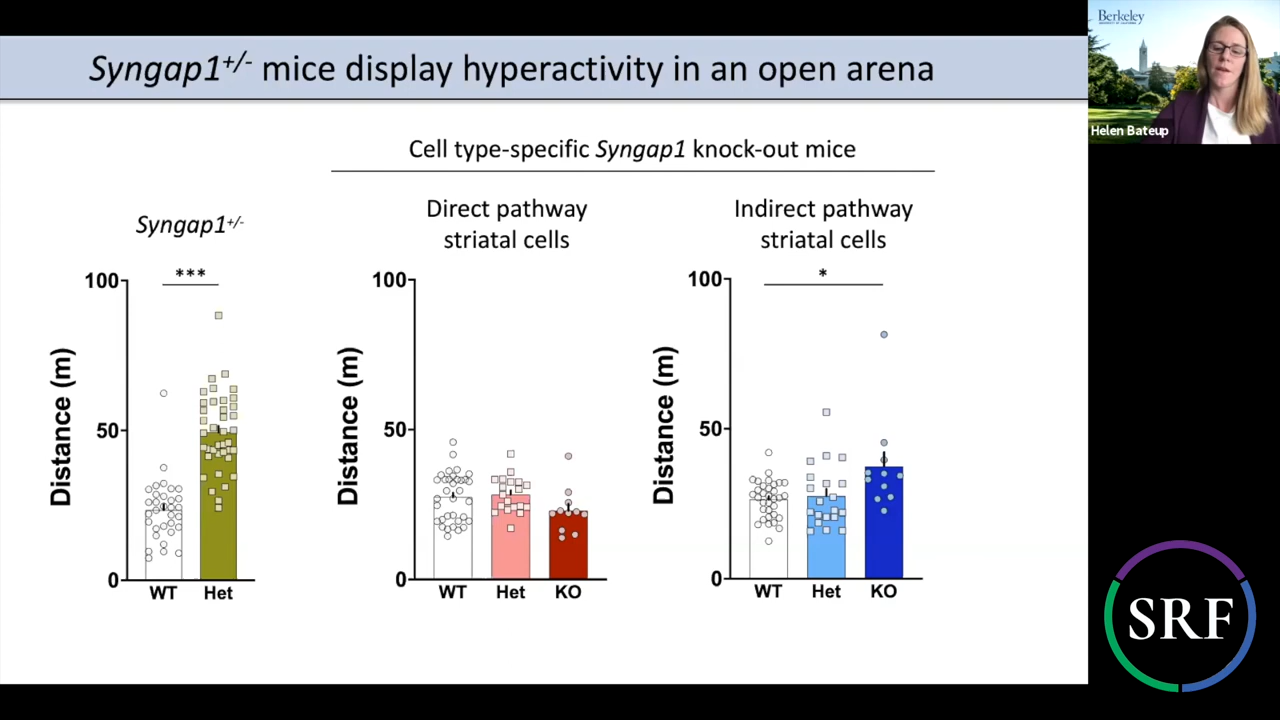 Syngap1+/- mice display hyperactivity in an open arena
Berkeley
Helen Bateup
Cell type-specific Syngap1 knock-out mice
Syngap1+/-
Direct pathway
striatal cells
Indirect pathway
striatal cells
***
*
100
50
0
Distance (m)
WT
Het
100
50
0
Distance (m)
WT
Het
KO
100
50
0
Distance (m)
WT
Het
KO
SRF